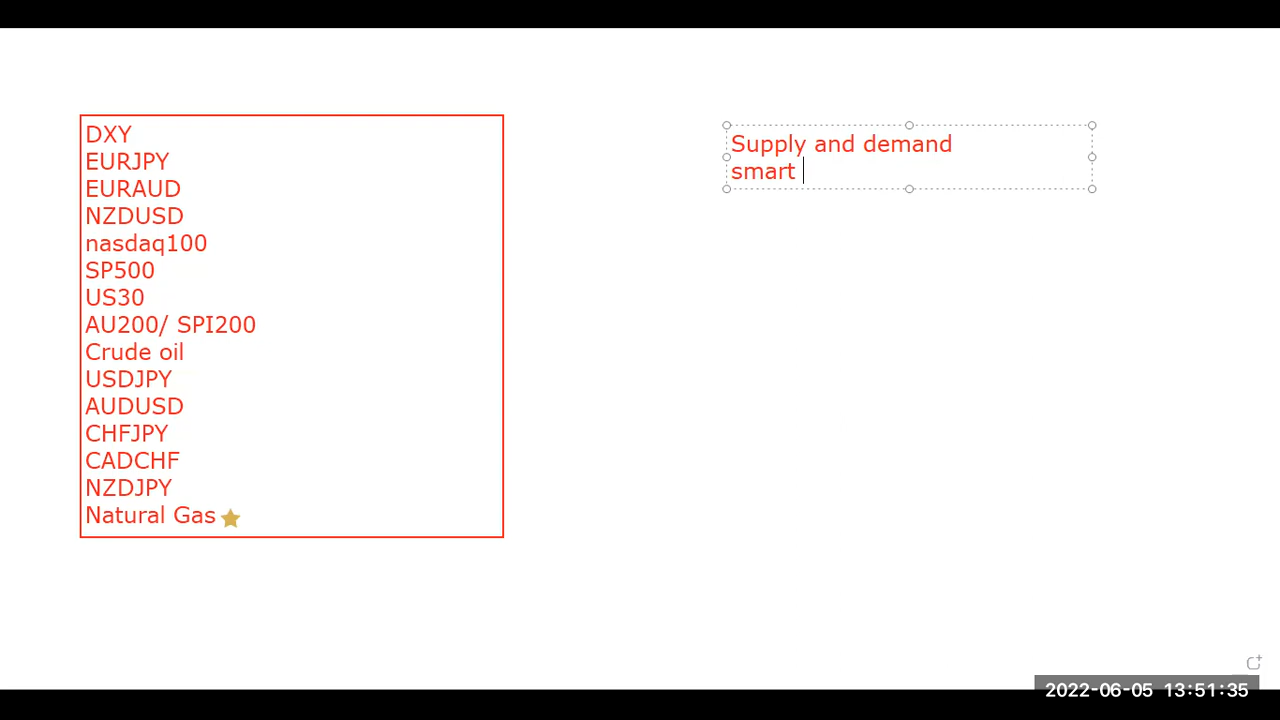 DXY
EURJPY
EURAUD
NZDUSD
nasdaq100
SP500
US30
AU200/ SPI200
Crude oil
USDJPY
AUDUSD
CHFJPY
CADCHF
NZDJPY
Natural Gas
Supply and demand
smart
2022-06-05 13:51:35